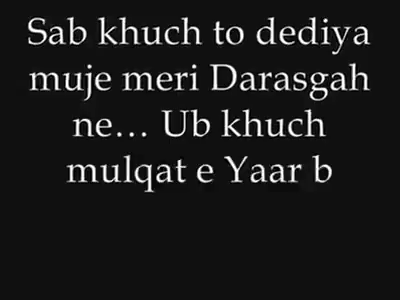 Sab khuch to dediya
muje meri Darasgah
ne... Ub khuch
mulqat e Yaar b